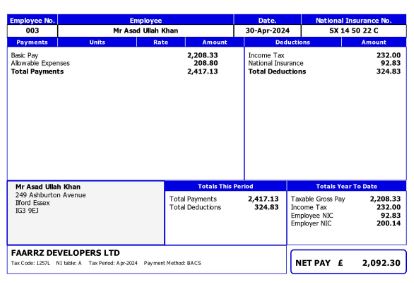 Employee No. Employee Date. National Insurance No.
003 Mr Asad Ullah Khan 30-Apr-2024 SX 14 50 22 C
Payments Units Rate Amount Deductions Amount
Basic Pay 2,208.33 Income Tax 232.00
Allowable Expenses 208.80 National Insurance 92.83
Total Payments 2,417.13 Total Deductions 324.83
Mr Asad Ullah Khan
249 Ashburton Avenue
Ilford Essex
IG3 9EJ
Totals This Period
Total Payments 2,417.13
Total Deductions 324.83
Totals Year To Date
Taxable Gross Pay 2,208.33
Income Tax 232.00
Employee NIC 92.83
Employer NIC 200.14
FAARRZ DEVELOPERS LTD
Tax Code: 1257L NI table: A Tax Period: Apr-2024 Payment Method: BACS
NET PAY £ 2,092.30